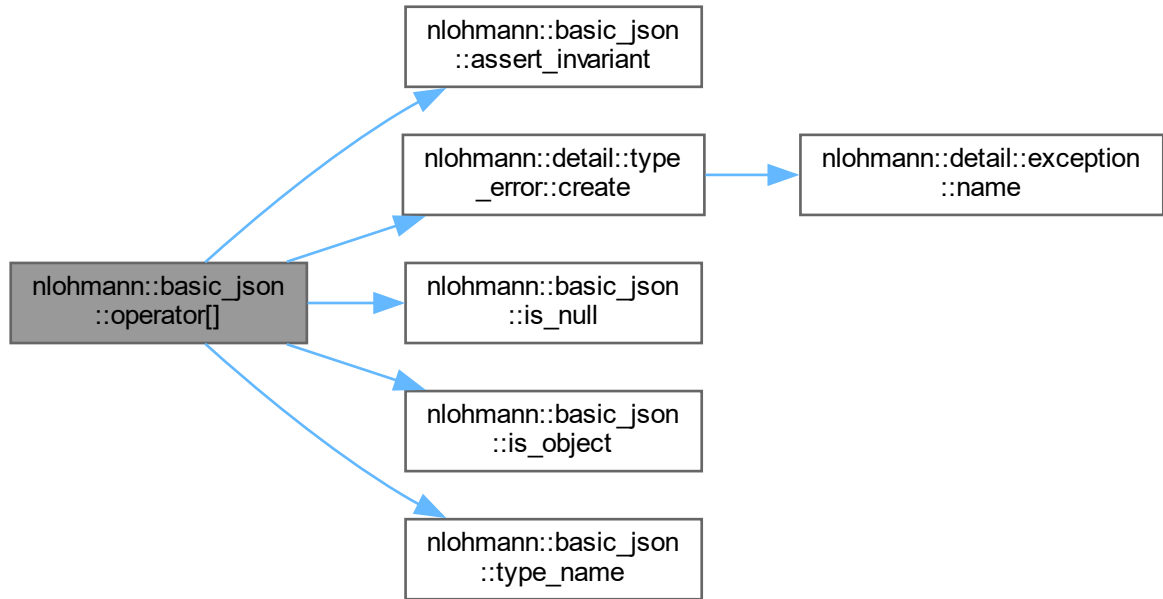 nlohmann::basic_json
::assert_invariant
nlohmann::detail::type
_error::create
nlohmann::detail::exception
::name
nlohmann::basic_json
::operator[]
nlohmann::basic_json
::is_null
nlohmann::basic_json
::is_object
nlohmann::basic_json
::type_name